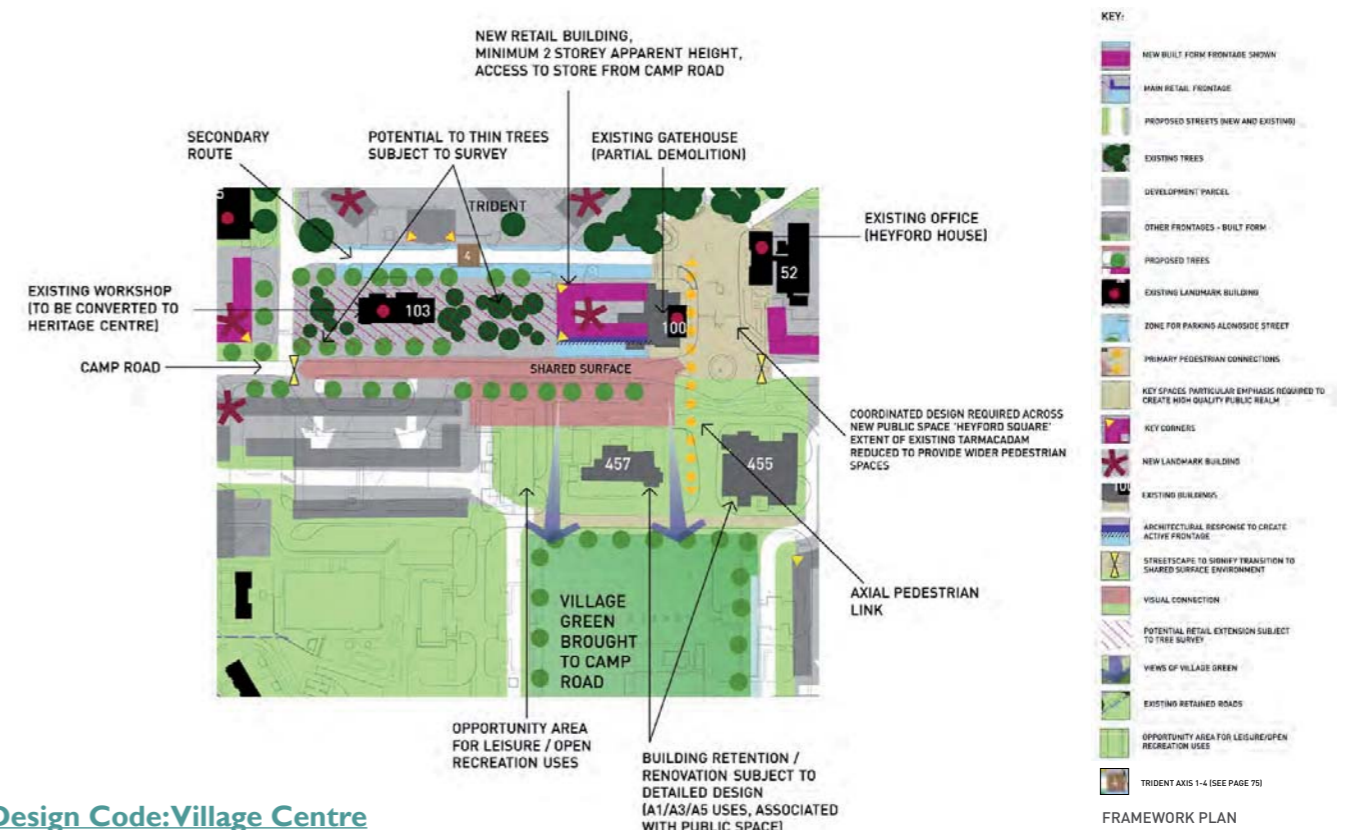 NEW RETAIL BUILDING,
MINIMUM 2 STOREY APPARENT HEIGHT,
ACCESS TO STORE FROM CAMP ROAD
SECONDARY
ROUTE
POTENTIAL TO THIN TREES
SUBJECT TO SURVEY
EXISTING GATEHOUSE
(PARTIAL DEMOLITION)
TRIDENT
4
EXISTING OFFICE
(HEYFORD HOUSE)
52
EXISTING WORKSHOP
(TO BE CONVERTED TO
HERITAGE CENTRE)
103
100
CAMP ROAD
SHARED SURFACE
COORDINATED DESIGN REQUIRED ACROSS
NEW PUBLIC SPACE 'HEYFORD SQUARE'
EXTENT OF EXISTING TARMACADAM
REDUCED TO PROVIDE WIDER PEDESTRIAN
SPACES
457
455
AXIAL PEDESTRIAN
LINK
VILLAGE
GREEN
BROUGHT
TO CAMP
ROAD
OPPORTUNITY AREA
FOR LEISURE / OPEN
RECREATION USES
BUILDING RETENTION /
RENOVATION SUBJECT TO
DETAILED DESIGN
(A1/A3/A5 USES, ASSOCIATED
WITH PUBLIC SPACE)
Design Code:Village Centre
KEY:
NEW BUILT FORM FRONTAGE SHOWN
MAIN RETAIL FRONTAGE
PROPOSED STREETS (NEW AND EXISTING)
EXISTING TREES
DEVELOPMENT PARCEL
OTHER FRONTAGES - BUILT FORM
PROPOSED TREES
EXISTING LANDMARK BUILDING
ZONE FOR PARKING ALONGSIDE STREET
PRIMARY PEDESTRIAN CONNECTIONS
KEY SPACES PARTICULAR EMPHASIS REQUIRED TO
CREATE HIGH QUALITY PUBLIC REALM
KEY CORNERS
NEW LANDMARK BUILDING
EXISTING BUILDINGS
ARCHITECTURAL RESPONSE TO CREATE
ACTIVE FRONTAGE
STREETSCAPE TO SIGNIFY TRANSITION TO
SHARED SURFACE ENVIRONMENT
VISUAL CONNECTION
POTENTIAL RETAIL EXTENSION SUBJECT
TO TREE SURVEY
VIEWS OF VILLAGE GREEN
EXISTING RETAINED ROADS
OPPORTUNITY AREA FOR LEISURE/OPEN
RECREATION USES
TRIDENT AXIS 1-4 (SEE PAGE 75)
FRAMEWORK PLAN